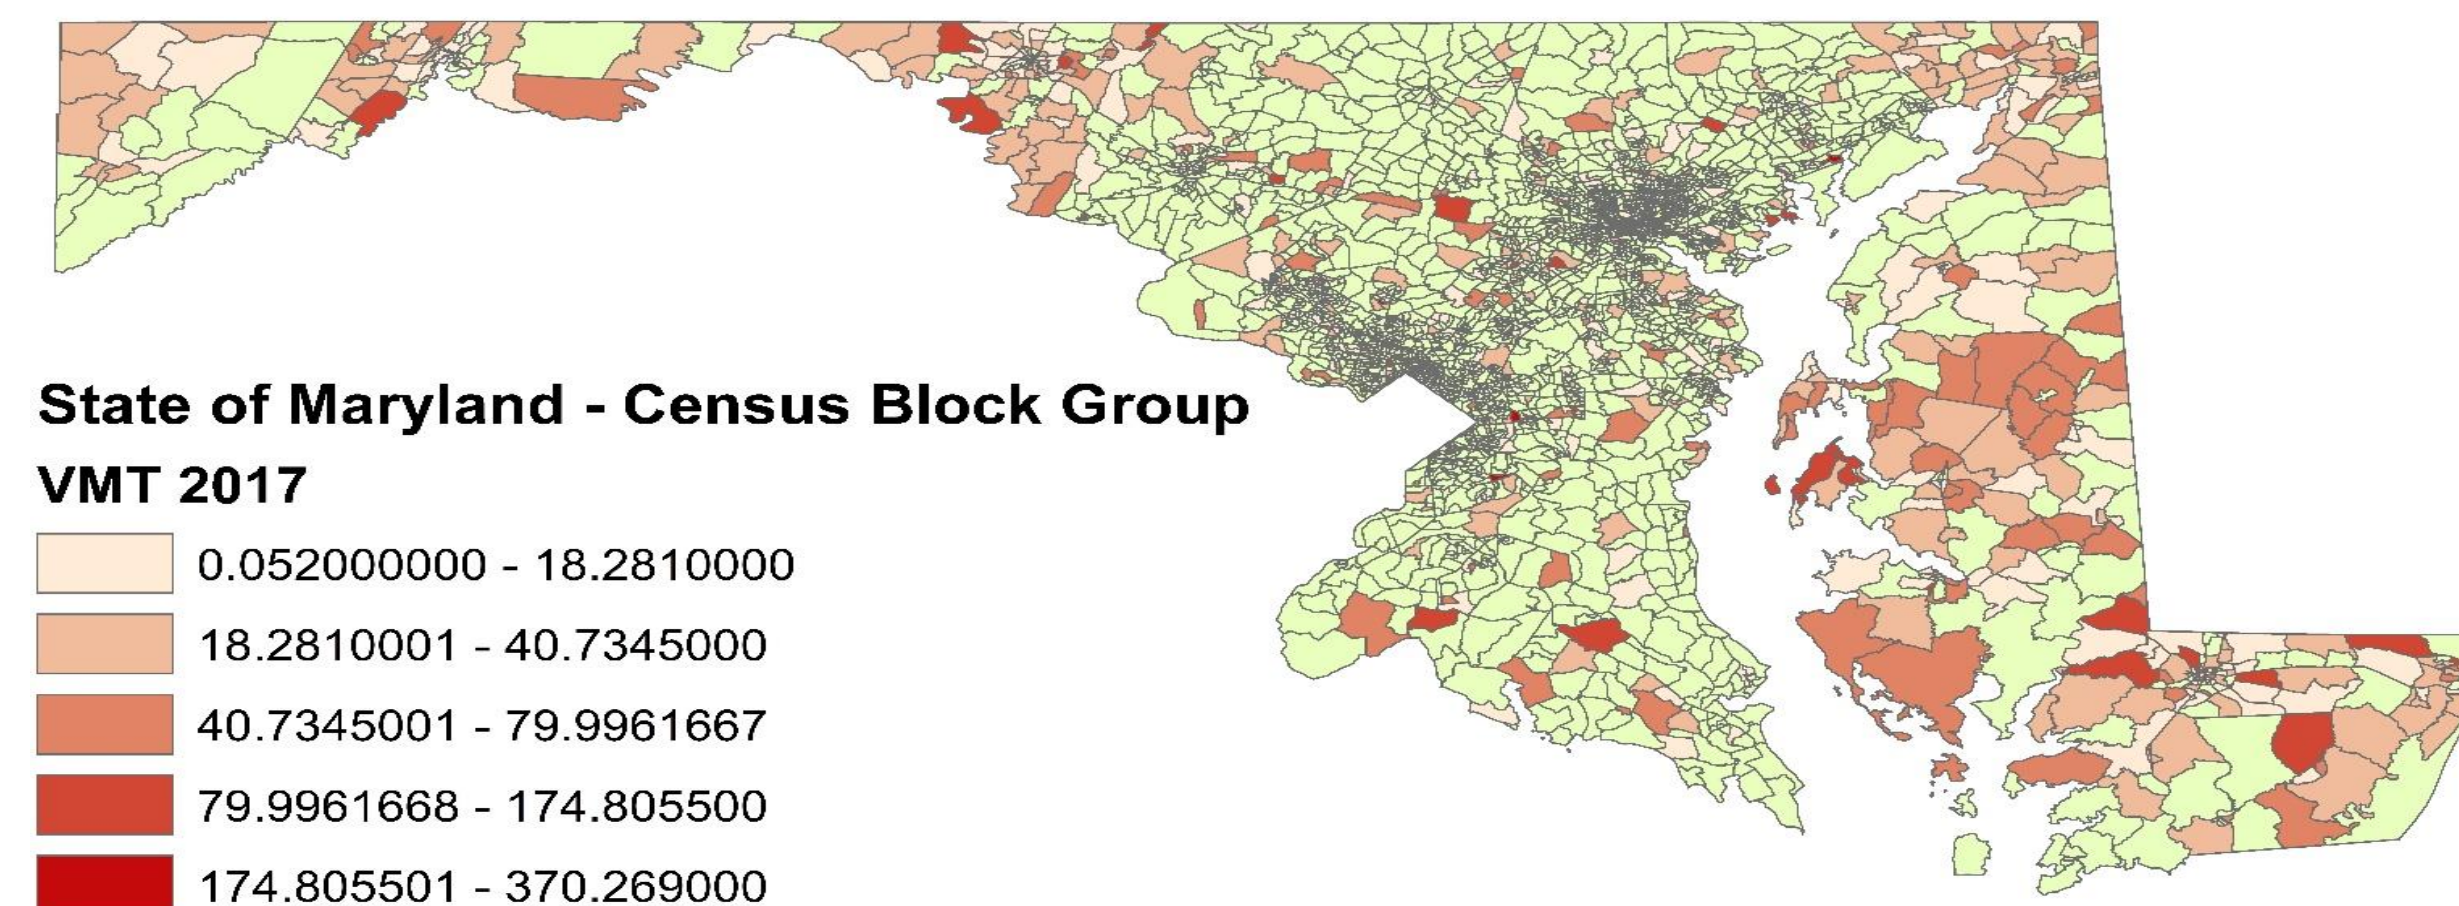 State of Maryland - Census Block Group
VMT 2017
0.052000000 - 18.2810000
18.2810001 - 40.7345000
40.7345001 - 79.9961667
79.9961668 - 174.805500
174.805501 - 370.269000